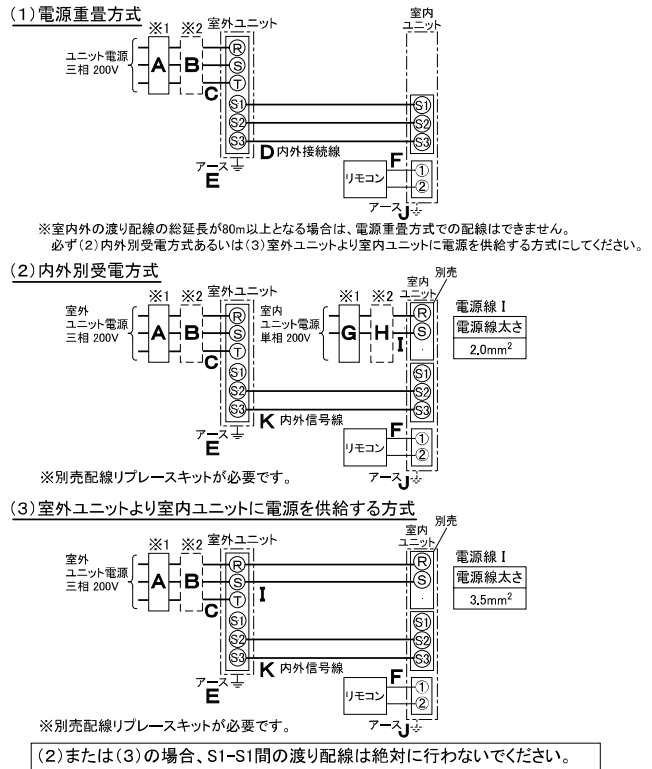 (1)電源重畳方式
※1 ※2 室外ユニット
室内
ユニット
ユニット電源
三相 200V
A B C
R
S
T
S1 S1
S2 S2
S3 S3
D 内外接続線
アース
E
F
リモコン
①
②
アース J
※室内外の渡り配線の総延長が80m以上となる場合は、電源重畳方式での配線はできません。
必ず(2)内外別受電方式あるいは(3)室外ユニットより室内ユニットに電源を供給する方式にしてください。
(2)内外別受電方式
※1 ※2 室外ユニット
※1 ※2
室内
ユニット
別売
室外
ユニット電源
三相 200V
A B C
R
S
T
S1
S2
S3
室内
ユニット電源
単相 200V
G H I
R
S
S1
S2
S3
電源線 I
電源線太さ
2.0mm²
K 内外信号線
アース
E
F
リモコン
①
②
アース J
※別売配線リプレースキットが必要です。
(3)室外ユニットより室内ユニットに電源を供給する方式
※1 ※2 室外ユニット
室内
ユニット
別売
室外
ユニット電源
三相 200V
A B C
R
S
T
S1
S2
S3
I
R
S
S1
S2
S3
電源線 I
電源線太さ
3.5mm²
K 内外信号線
アース
E
F
リモコン
①
②
アース J
※別売配線リプレースキットが必要です。
(2)または(3)の場合、S1-S1間の渡り配線は絶対に行わないでください。